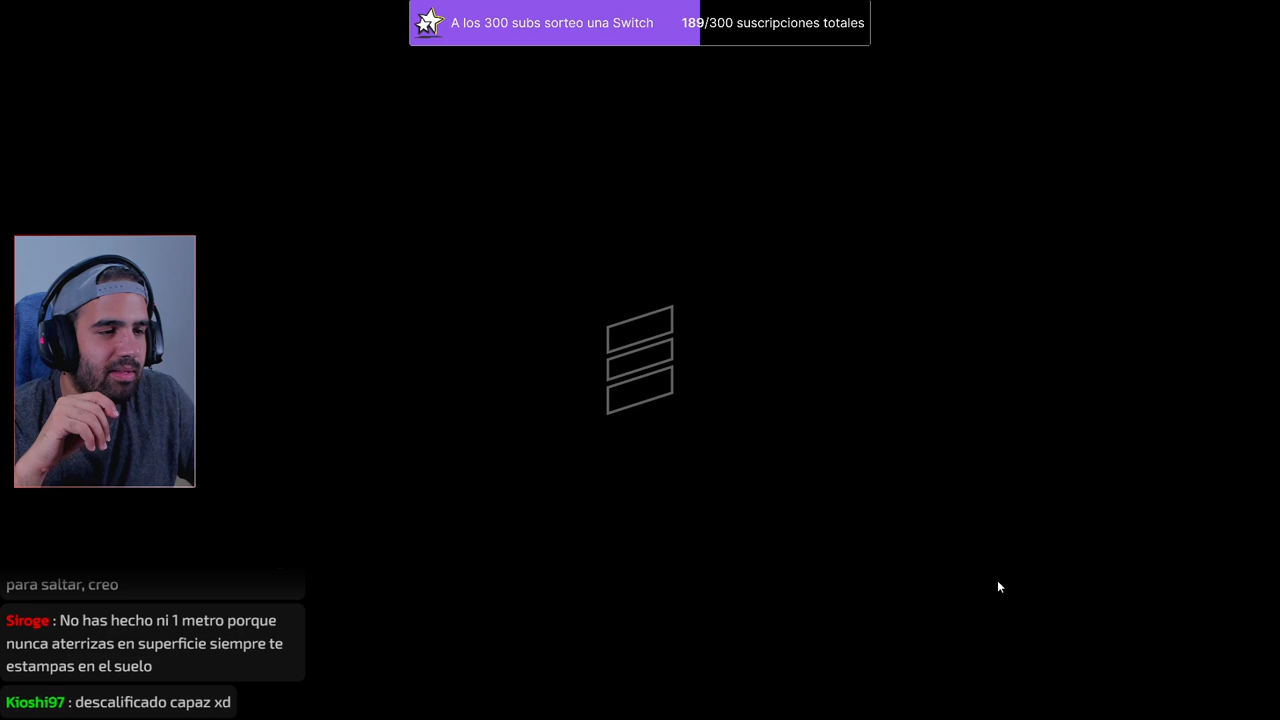 A los 300 subs sorteo una Switch 189/300 suscripciones totales
para saltar, creo
Siroge : No has hecho ni 1 metro porque
nunca aterrizas en superficie siempre te
estampas en el suelo
Kioshi97 : descalificado capaz xd